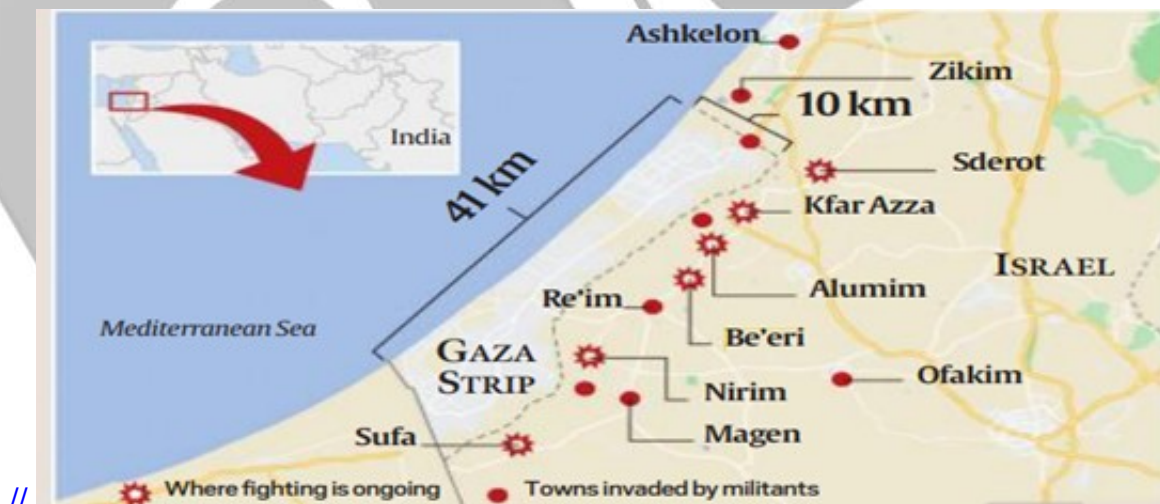 Ashkelon
Zikim
10 km
India
Sderot
41 km
Kfar Azza
ISRAEL
Alumim
Re'im
Mediterranean Sea
Be'eri
GAZA
STRIP
Ofakim
Nirim
Magen
Sufa
Where fighting is ongoing
Towns invaded by militants
//